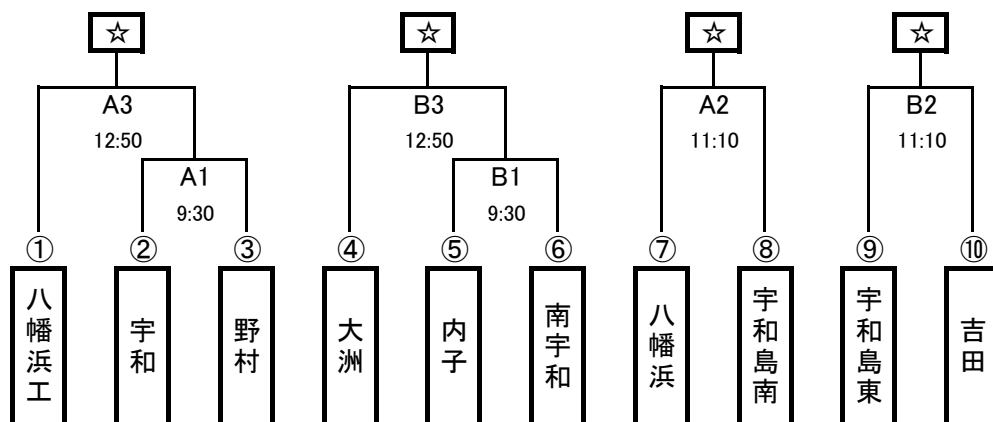 ☆ ☆ ☆ ☆
A3 B3 A2 B2
12:50 12:50 11:10 11:10
A1 B1
9:30 9:30
① ② ③ ④ ⑤ ⑥ ⑦ ⑧ ⑨ ⑩
八幡浜工
宇和
野村
大洲
内子
南宇和
八幡浜
宇和島南
宇和島東
吉田